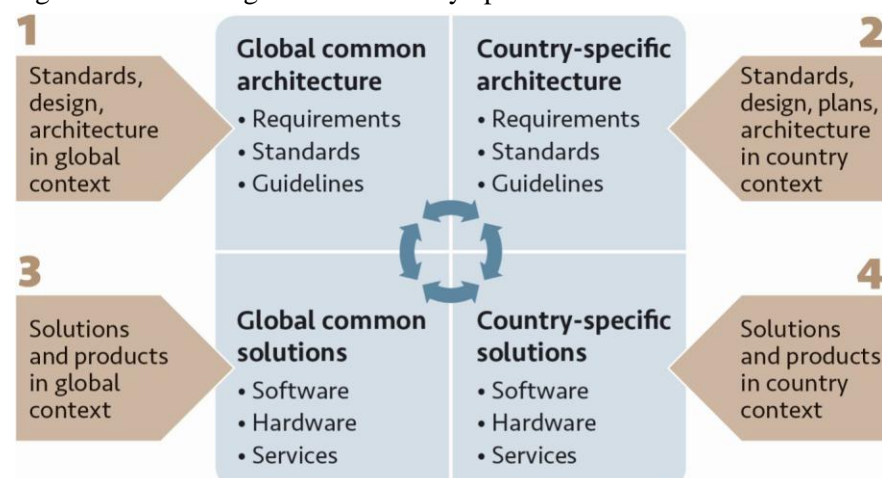 1
Standards,
design,
architecture
in global
context
Global common
architecture
• Requirements
• Standards
• Guidelines
Country-specific
architecture
• Requirements
• Standards
• Guidelines
2
Standards,
design, plans,
architecture
in country
context
3
Solutions
and products
in global
context
Global common
solutions
• Software
• Hardware
• Services
Country-specific
solutions
• Software
• Hardware
• Services
4
Solutions
and products
in country
context